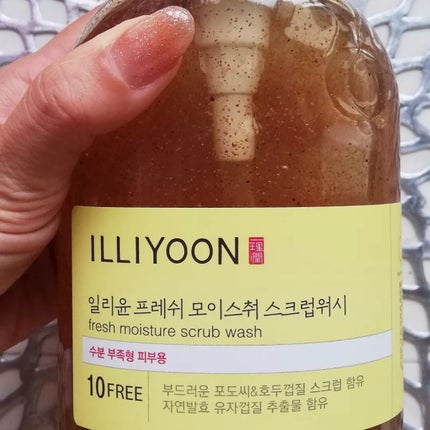 ILLIYOON
일리윤 프레쉬 모이스춰 스크럽워시
fresh moisture scrub wash
수분 부족형 피부용
10FREE
부드러운 포도씨&호두껍질 스크럽 함유
자연발효 유자껍질 추출물 함유